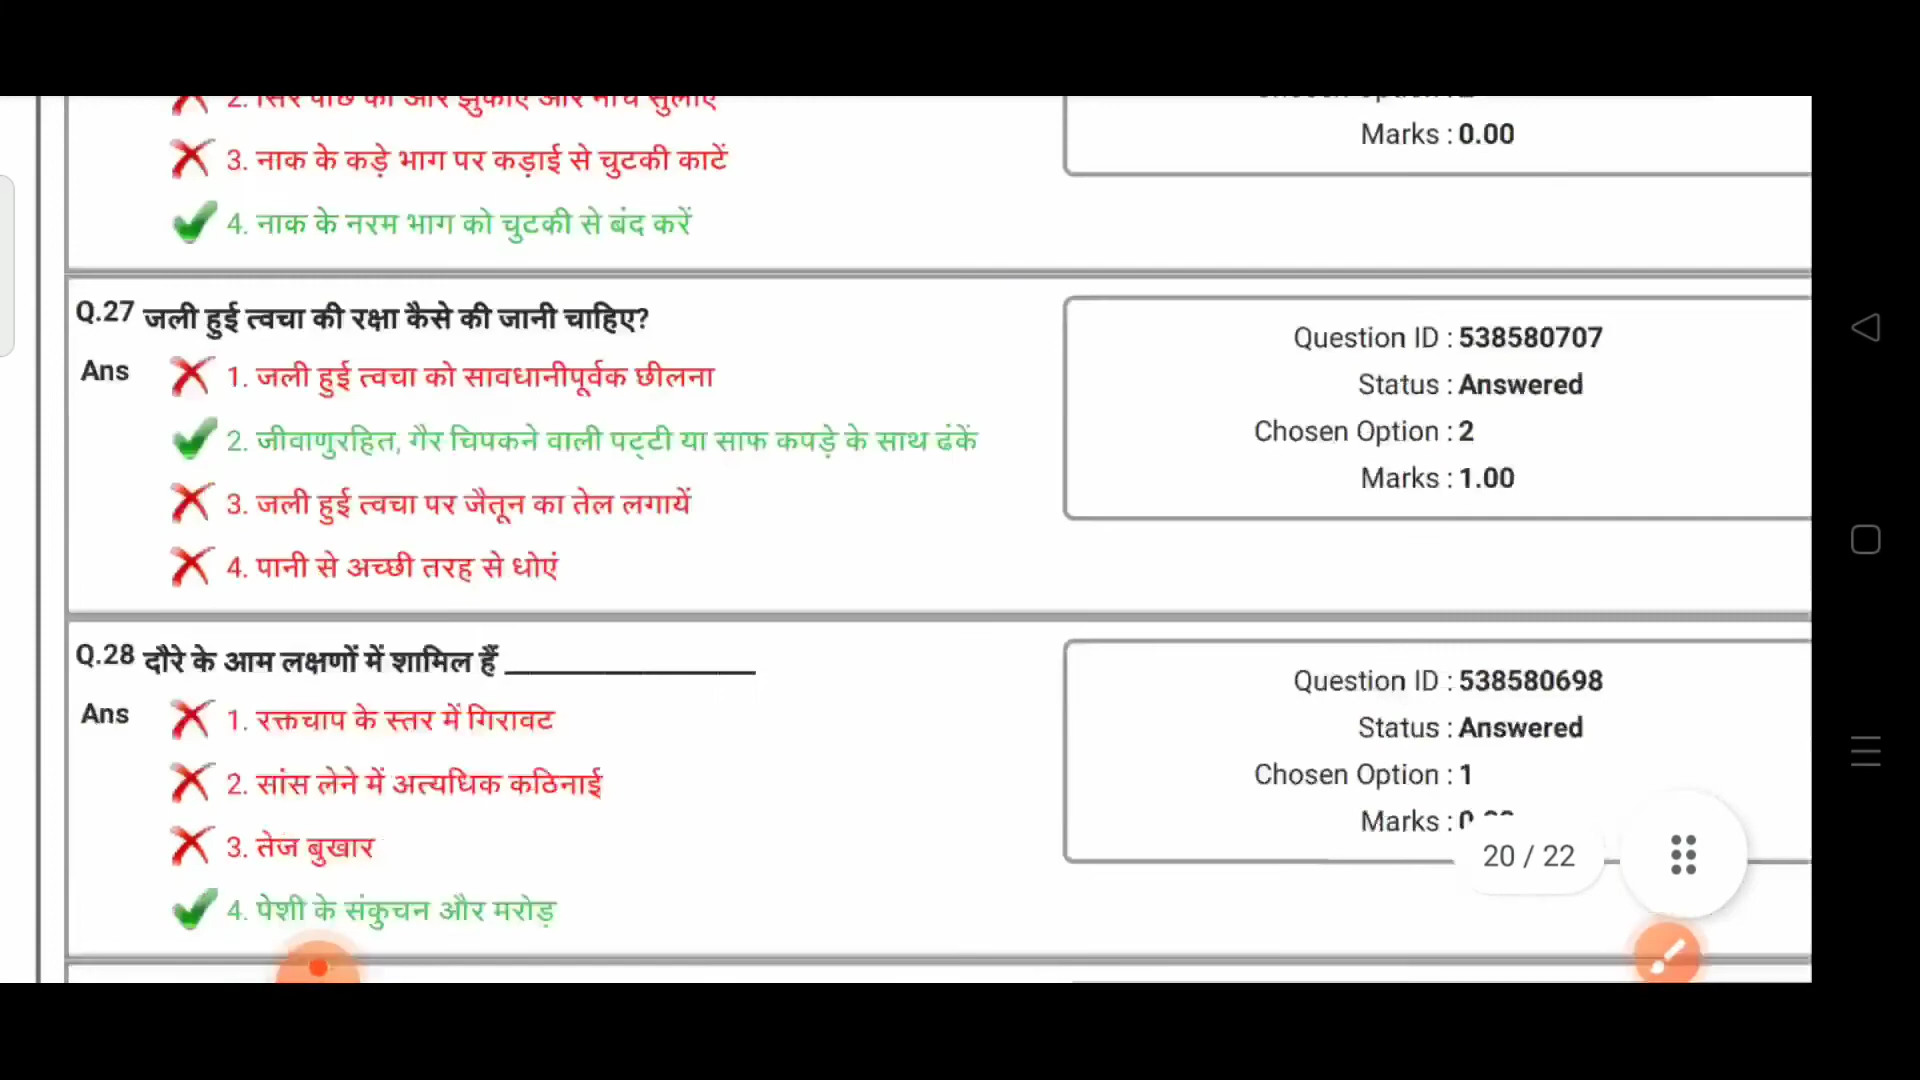 Marks : 0.00
3. नाक के कड़े भाग पर कड़ाई से चुटकी काटें
4. नाक के नरम भाग को चुटकी से बंद करें
Q.27 जली हुई त्वचा की रक्षा कैसे की जानी चाहिए?
Ans
1. जली हुई त्वचा को सावधानीपूर्वक छीलना
2. जीवाणुरहित, गैर चिपकने वाली पट्टी या साफ कपड़े के साथ ढंकें
3. जली हुई त्वचा पर जैतून का तेल लगायें
4. पानी से अच्छी तरह से धोएं
Question ID : 538580707
Status : Answered
Chosen Option : 2
Marks : 1.00
Q.28 दौरे के आम लक्षणों में शामिल हैं _______________
Ans
1. रक्तचाप के स्तर में गिरावट
2. सांस लेने में अत्यधिक कठिनाई
3. तेज बुखार
4. पेशी के संकुचन और मरोड़
Question ID : 538580698
Status : Answered
Chosen Option : 1
Marks :
20 / 22